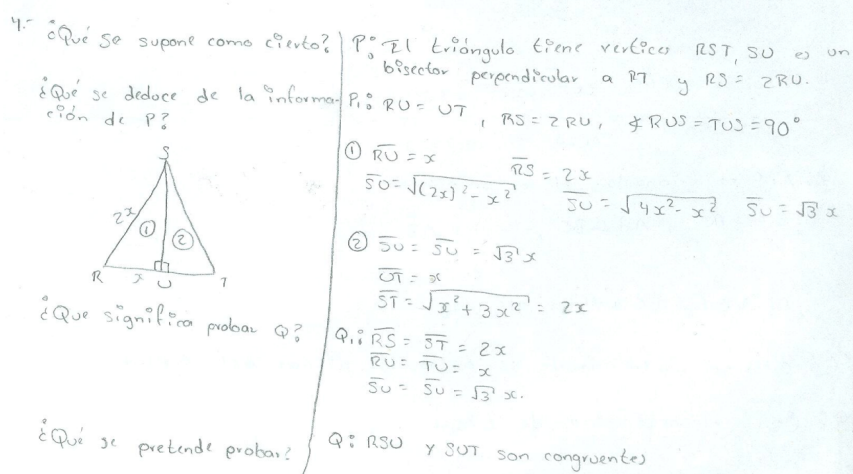 4.- ¿Qué se supone como cierto?
P: El triángulo tiene vertices RST, SU es un
bisector perpendicular a RT y RS = 2RU.
¿Qué se deduce de la informa-
ción de P?
P₁: RU = UT, RS = 2RU, ∢RUS = TUS = 90°
① RU = x RS = 2x
SU = √(2x)² - x² SU = √4x² - x² SU = √3 x
S
2x ① ②
R x U T
② SU = SU = √3 x
UT = x
ST = √x² + 3x² = 2x
¿Que significa probar Q?
Q₁: RS = ST = 2x
RU = TU = x
SU = SU = √3 x.
¿Qué se pretende probar?
Q: RSU y SUT son congruentes